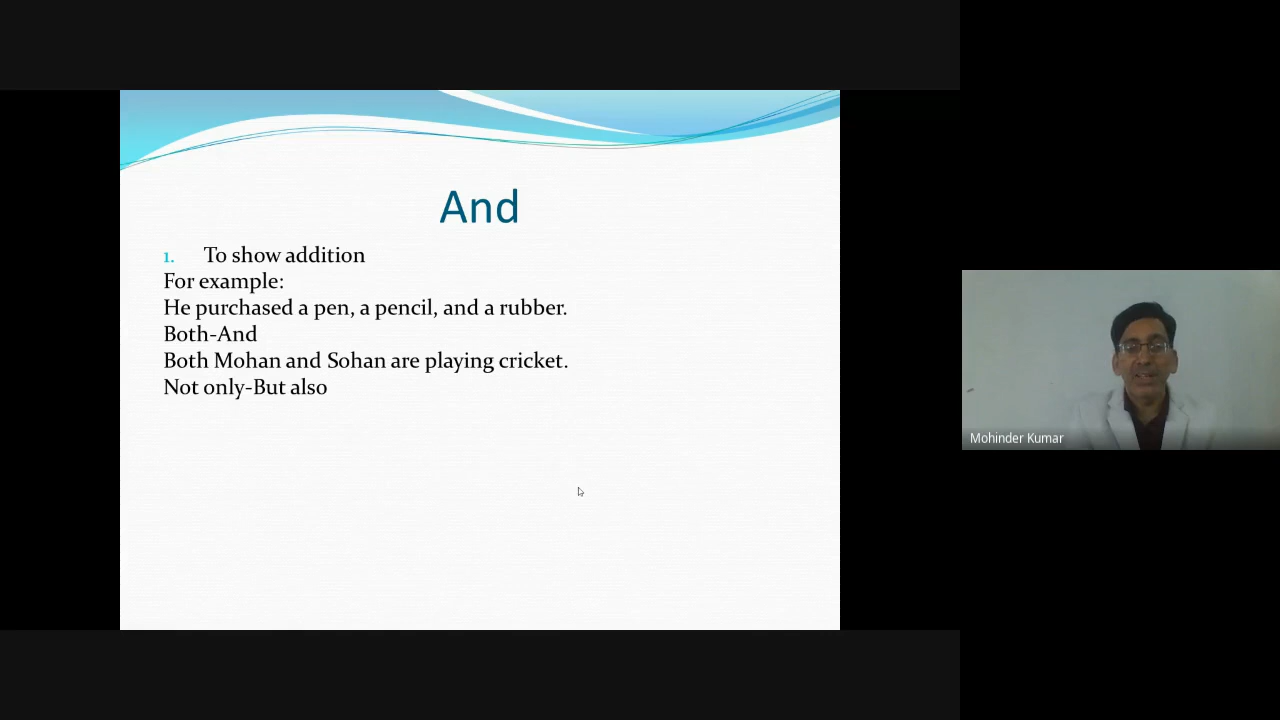 And
1. To show addition
For example:
He purchased a pen, a pencil, and a rubber.
Both-And
Both Mohan and Sohan are playing cricket.
Not only-But also
Mohinder Kumar